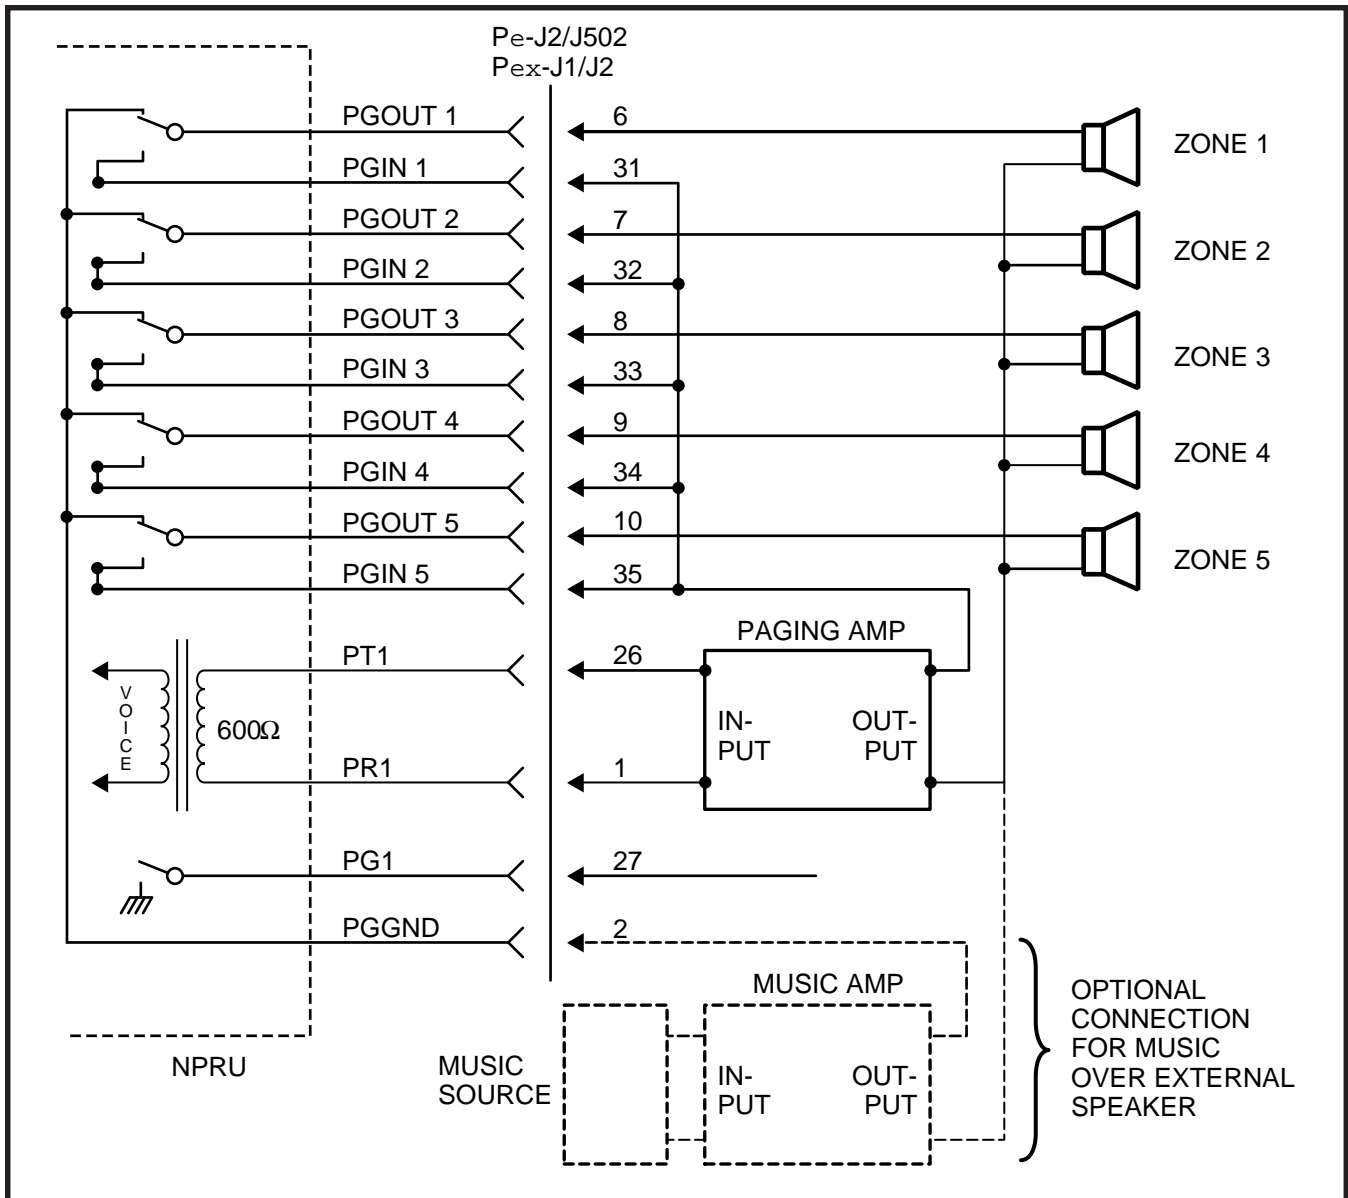 Pe-J2/J502
Pex-J1/J2
PGOUT 1
6
ZONE 1
PGIN 1
31
PGOUT 2
7
ZONE 2
PGIN 2
32
PGOUT 3
8
ZONE 3
PGIN 3
33
PGOUT 4
9
ZONE 4
PGIN 4
34
PGOUT 5
10
ZONE 5
PGIN 5
35
PAGING AMP
PT1
26
VOICE
600Ω
IN-
PUT
OUT-
PUT
PR1
1
PG1
27
PGGND
2
MUSIC AMP
NPRU
MUSIC
SOURCE
IN-
PUT
OUT-
PUT
OPTIONAL
CONNECTION
FOR MUSIC
OVER EXTERNAL
SPEAKER